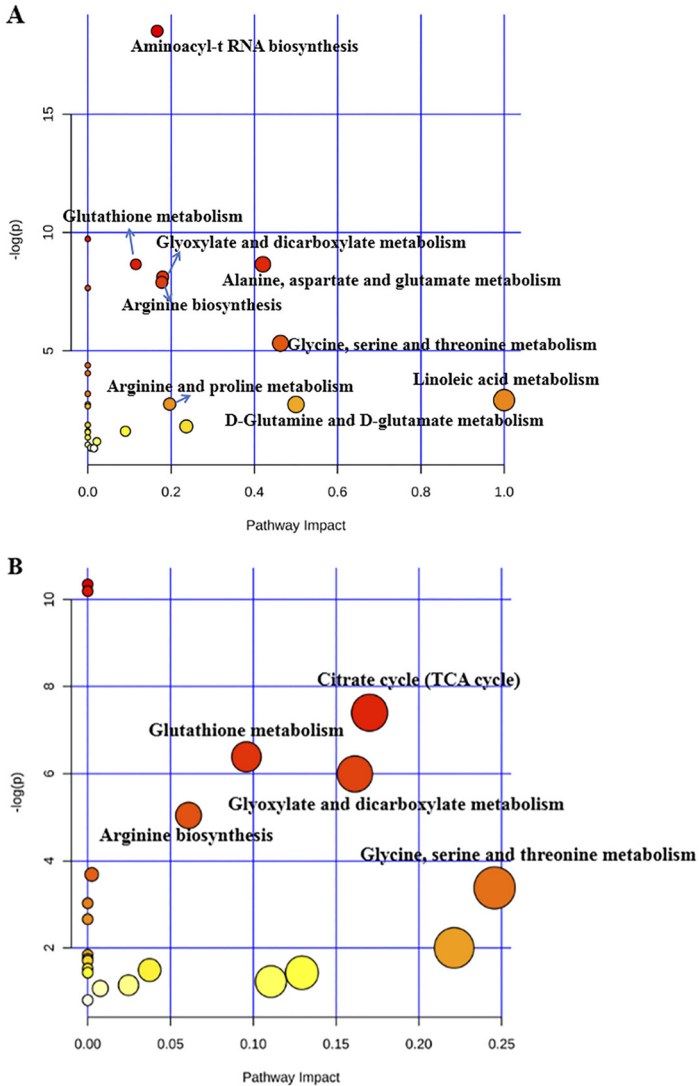 A
Aminoacyl-t RNA biosynthesis
15
Glutathione metabolism
10
Glyoxylate and dicarboxylate metabolism
Alanine, aspartate and glutamate metabolism
Arginine biosynthesis
-log(p)
Glycine, serine and threonine metabolism
5
Linoleic acid metabolism
Arginine and proline metabolism
D-Glutamine and D-glutamate metabolism
0.0 0.2 0.4 0.6 0.8 1.0
Pathway Impact
B
10
Citrate cycle (TCA cycle)
8
Glutathione metabolism
6
-log(p)
Glyoxylate and dicarboxylate metabolism
Arginine biosynthesis
Glycine, serine and threonine metabolism
4
2
0.00 0.05 0.10 0.15 0.20 0.25
Pathway Impact